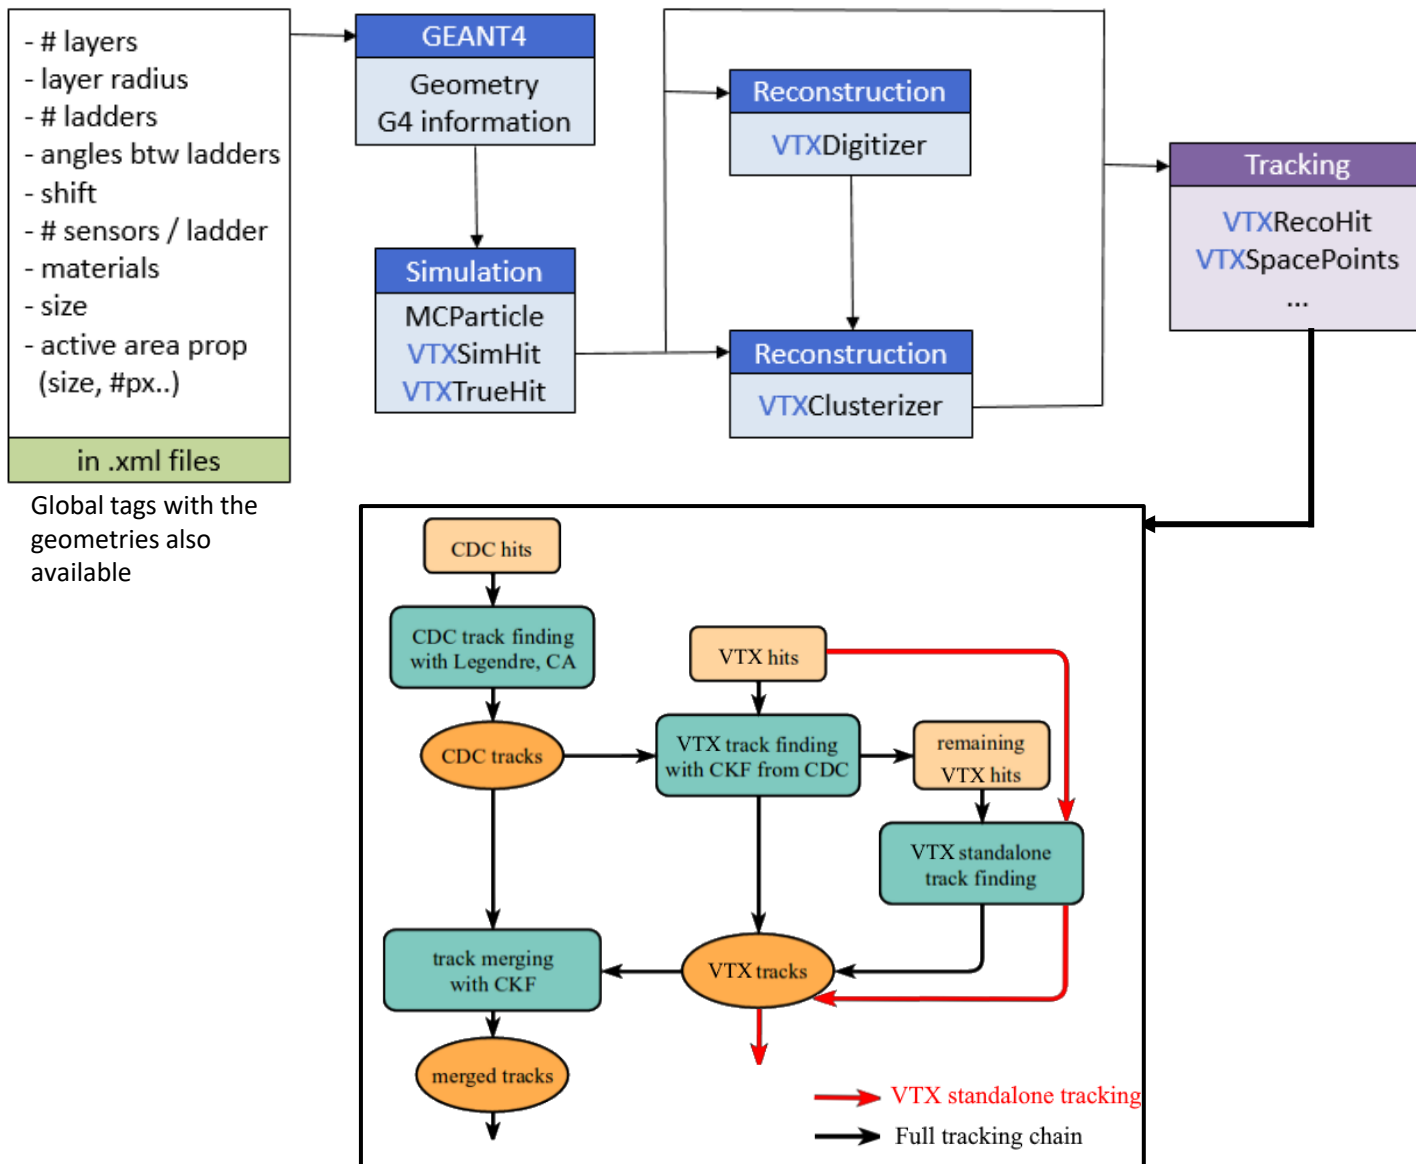 - # layers
- layer radius
- # ladders
- angles btw ladders
- shift
- # sensors / ladder
- materials
- size
- active area prop
(size, #px..)
in .xml files
Global tags with the
geometries also
available
GEANT4
Geometry
G4 information
Simulation
MCParticle
VTXSimHit
VTXTrueHit
Reconstruction
VTXDigitizer
Reconstruction
VTXClusterizer
Tracking
VTXRecoHit
VTXSpacePoints
...
CDC hits
CDC track finding
with Legendre, CA
CDC tracks
VTX hits
VTX track finding
with CKF from CDC
remaining
VTX hits
VTX standalone
track finding
track merging
with CKF
VTX tracks
merged tracks
VTX standalone tracking
Full tracking chain